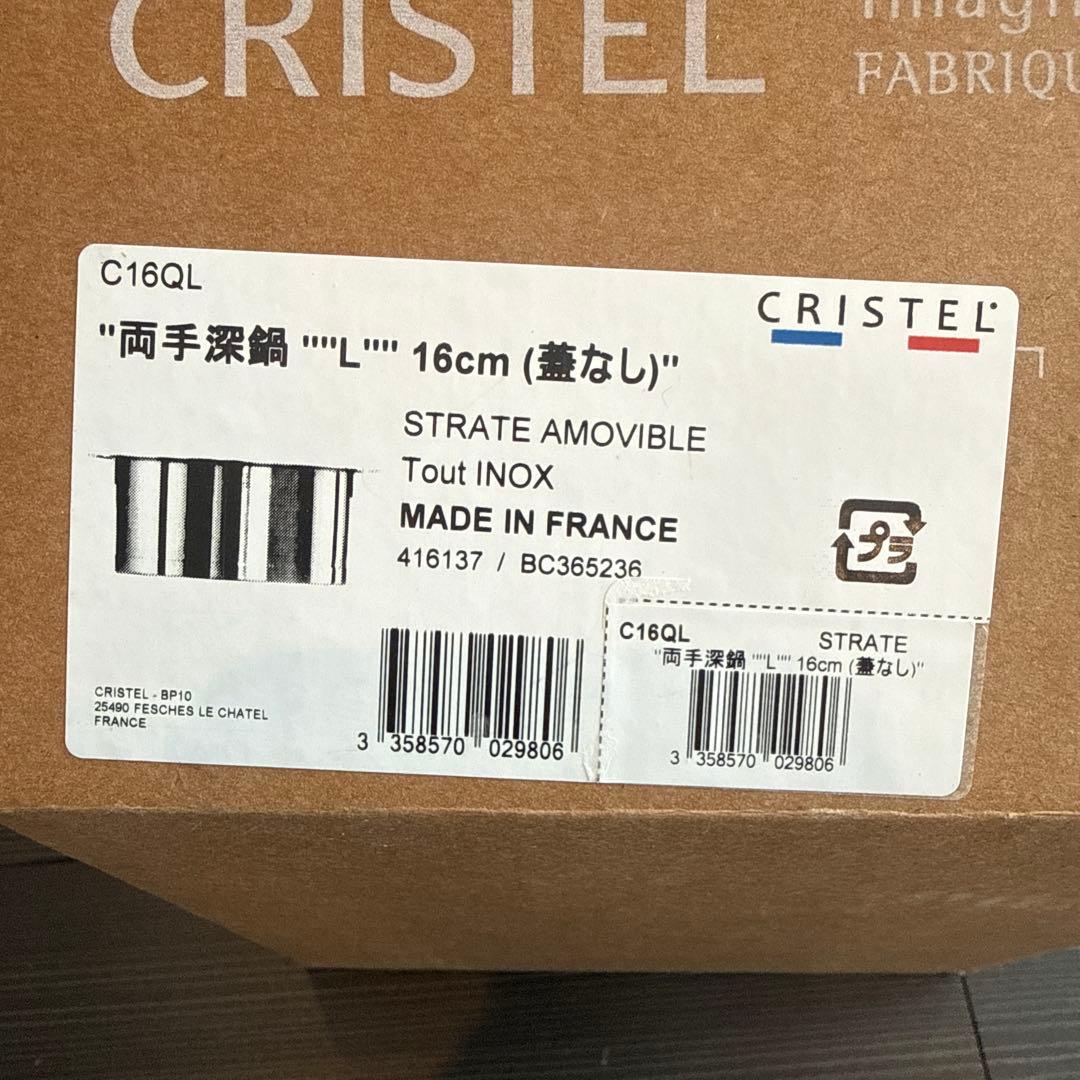 CRISTEL
FABRIQU
C16QL
CRISTEL
"両手深鍋 """L"""" 16cm (蓋なし)"
STRATE AMOVIBLE
Tout INOX
MADE IN FRANCE
416137 / BC365236
プラ
CRISTEL - BP10
25490 FESCHES LE CHATEL
FRANCE
3 358570 029806
C16QL STRATE
"両手深鍋 """L"""" 16cm (蓋なし)"
3 358570 029806